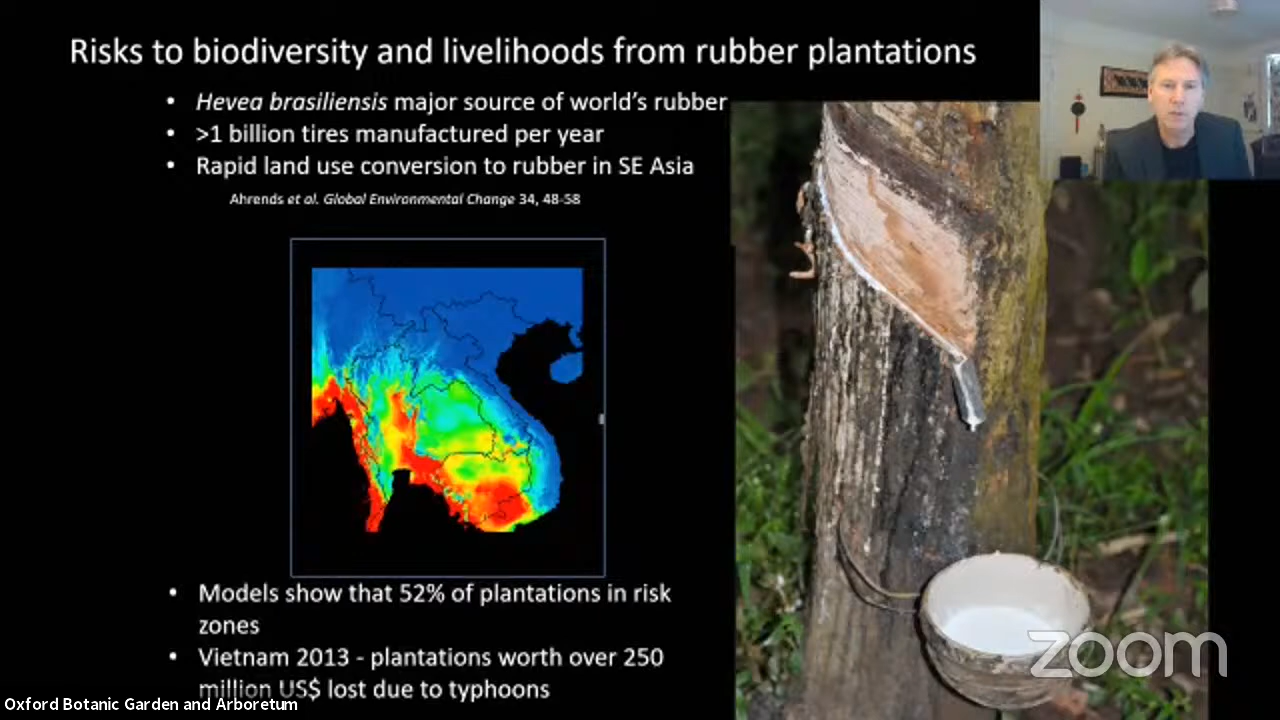 Risks to biodiversity and livelihoods from rubber plantations
• Hevea brasiliensis major source of world's rubber
• >1 billion tires manufactured per year
• Rapid land use conversion to rubber in SE Asia
Ahrends et al. Global Environmental Change 34, 48-58
• Models show that 52% of plantations in risk
zones
• Vietnam 2013 - plantations worth over 250
million US$ lost due to typhoons
zoom
Oxford Botanic Garden and Arboretum